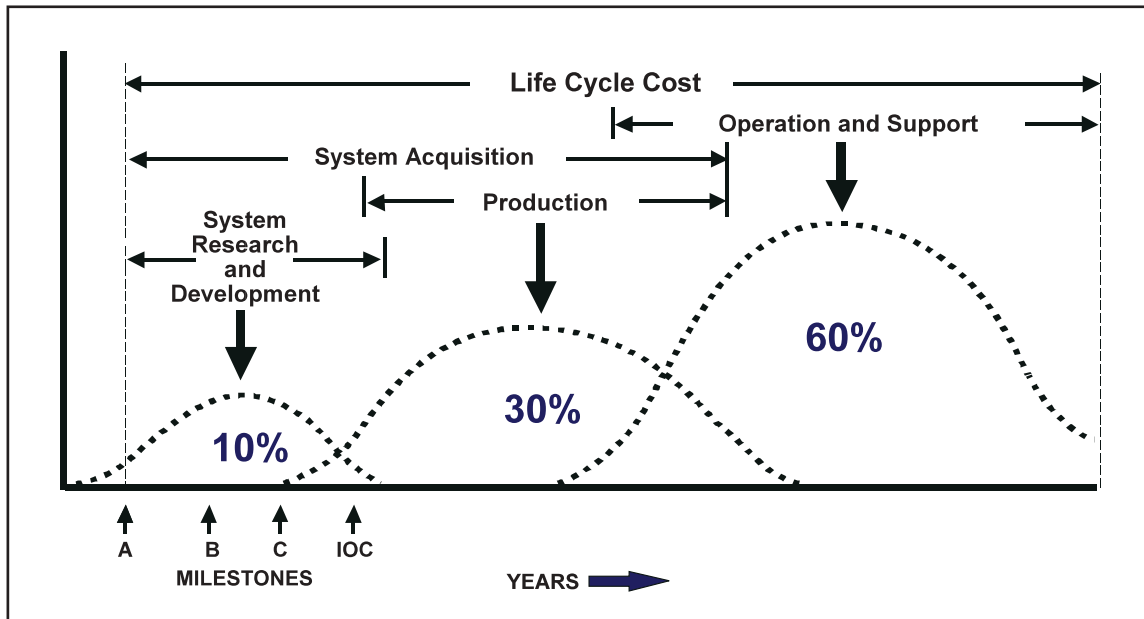 Life Cycle Cost
Operation and Support
System Acquisition
Production
System
Research
and
Development
60%
30%
10%
A B C IOC
MILESTONES
YEARS